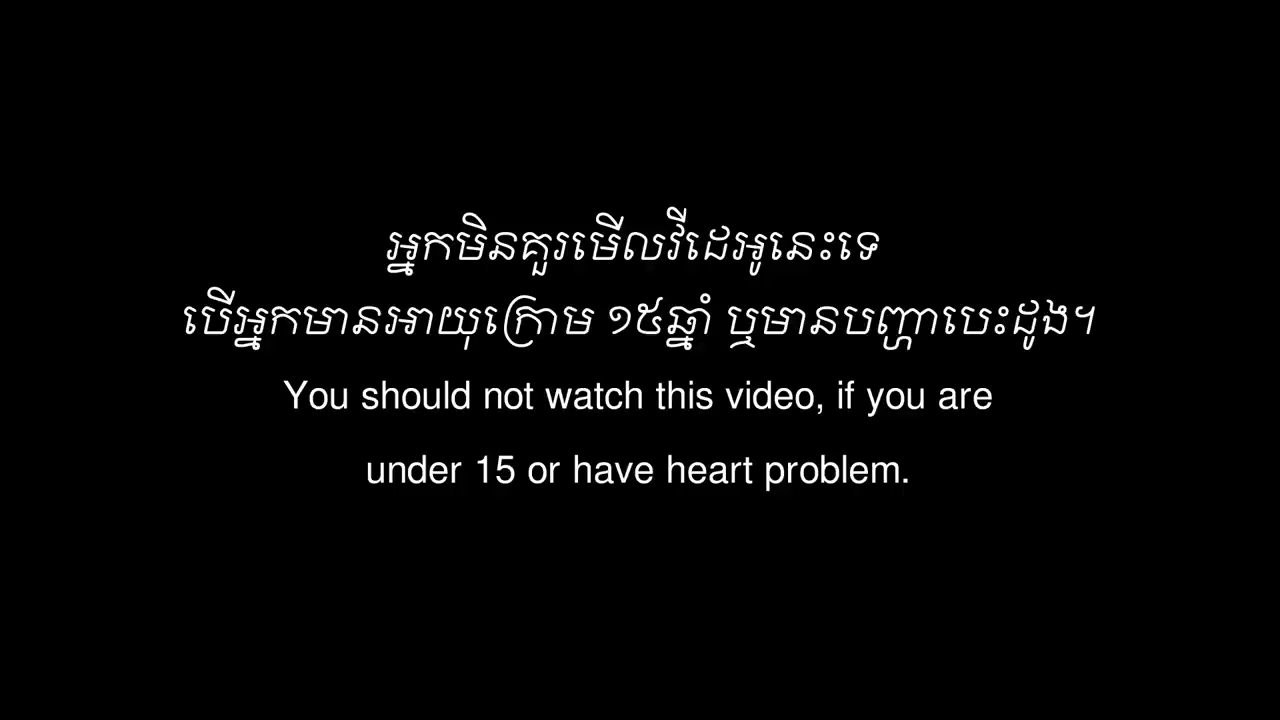 អ្នកមិនគួរមើលវីដេអូនេះទេ
បើអ្នកមានអាយុក្រោម ១៥ឆ្នាំ ឬមានបញ្ហាបេះដូង។
You should not watch this video, if you are
under 15 or have heart problem.